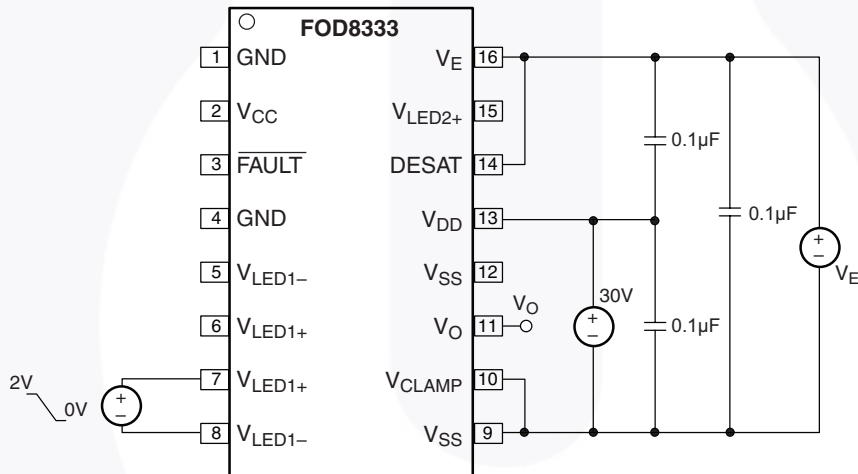 FOD8333
1 GND
2 VCC
3 FAULT
4 GND
5 VLED1–
6 VLED1+
7 VLED1+
8 VLED1–
VE 16
VLED2+ 15
DESAT 14
VDD 13
VSS 12
VO 11
VCLAMP 10
VSS 9
2V
0V
+
–
VO
30V
+
–
0.1µF
0.1µF
0.1µF
+
–
VE